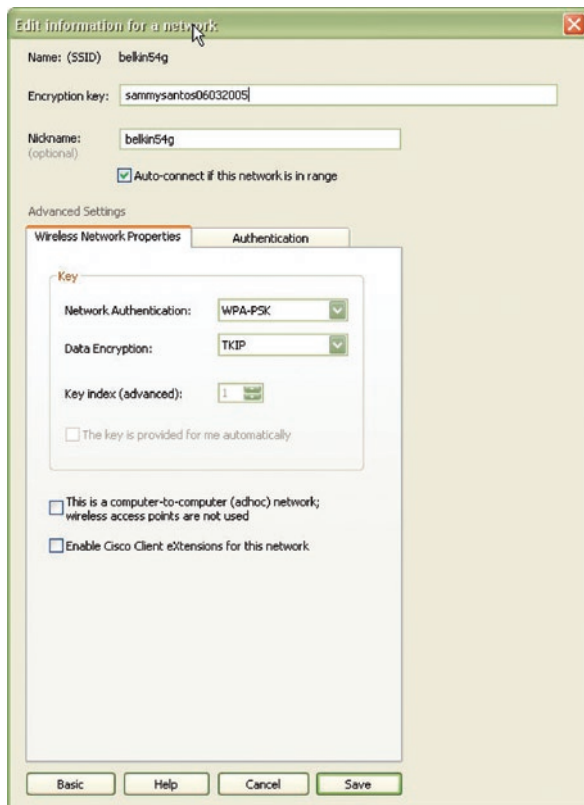 Edit information for a network
Name: (SSID) belkin54g
Encryption key: sammysantos06032005
Nickname: belkin54g
(optional)
Auto-connect if this network is in range
Advanced Settings
Wireless Network Properties Authentication
Key
Network Authentication: WPA-PSK
Data Encryption: TKIP
Key index (advanced): 1
The key is provided for me automatically
This is a computer-to-computer (adhoc) network;
wireless access points are not used
Enable Cisco Client eXtensions for this network
Basic Help Cancel Save